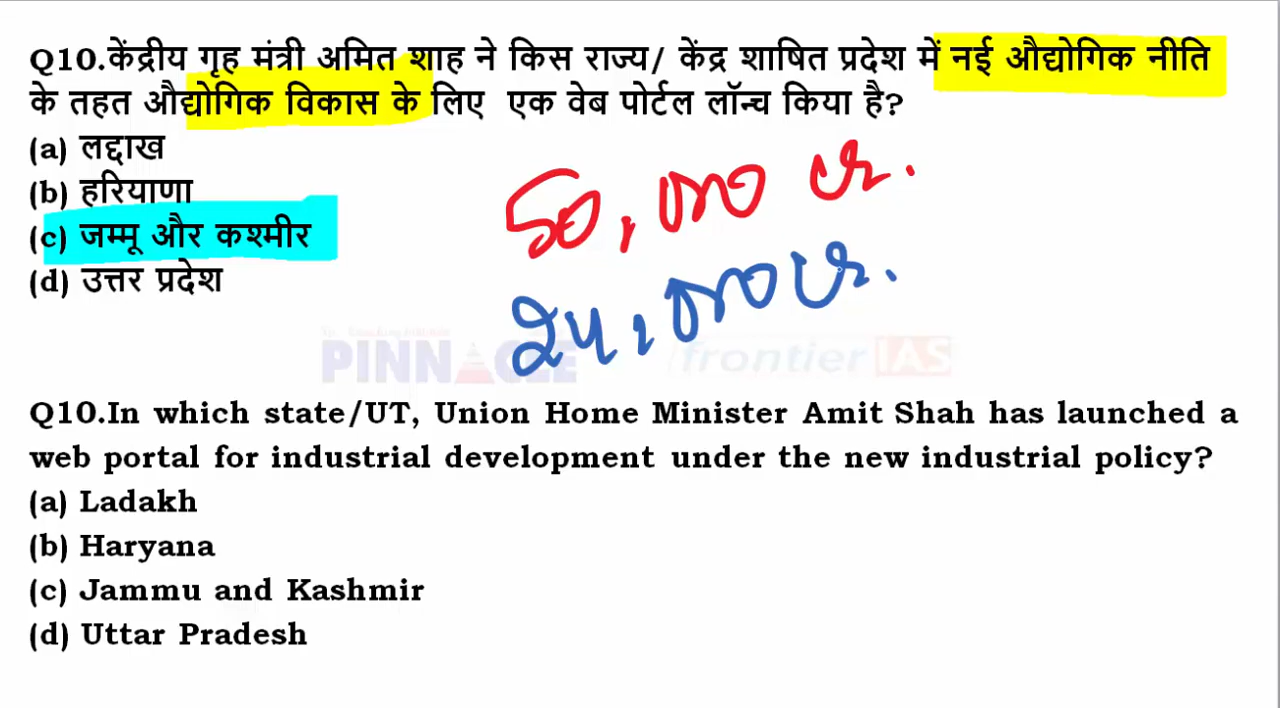 Q10.केंद्रीय गृह मंत्री अमित शाह ने किस राज्य/ केंद्र शाषित प्रदेश में नई औद्योगिक नीति
के तहत औद्योगिक विकास के लिए एक वेब पोर्टल लॉन्च किया है?
(a) लद्दाख
(b) हरियाणा
(c) जम्मू और कश्मीर
(d) उत्तर प्रदेश
50,000 cr.
24,000 cr.
PINNACLE frontier IAS
Q10.In which state/UT, Union Home Minister Amit Shah has launched a
web portal for industrial development under the new industrial policy?
(a) Ladakh
(b) Haryana
(c) Jammu and Kashmir
(d) Uttar Pradesh